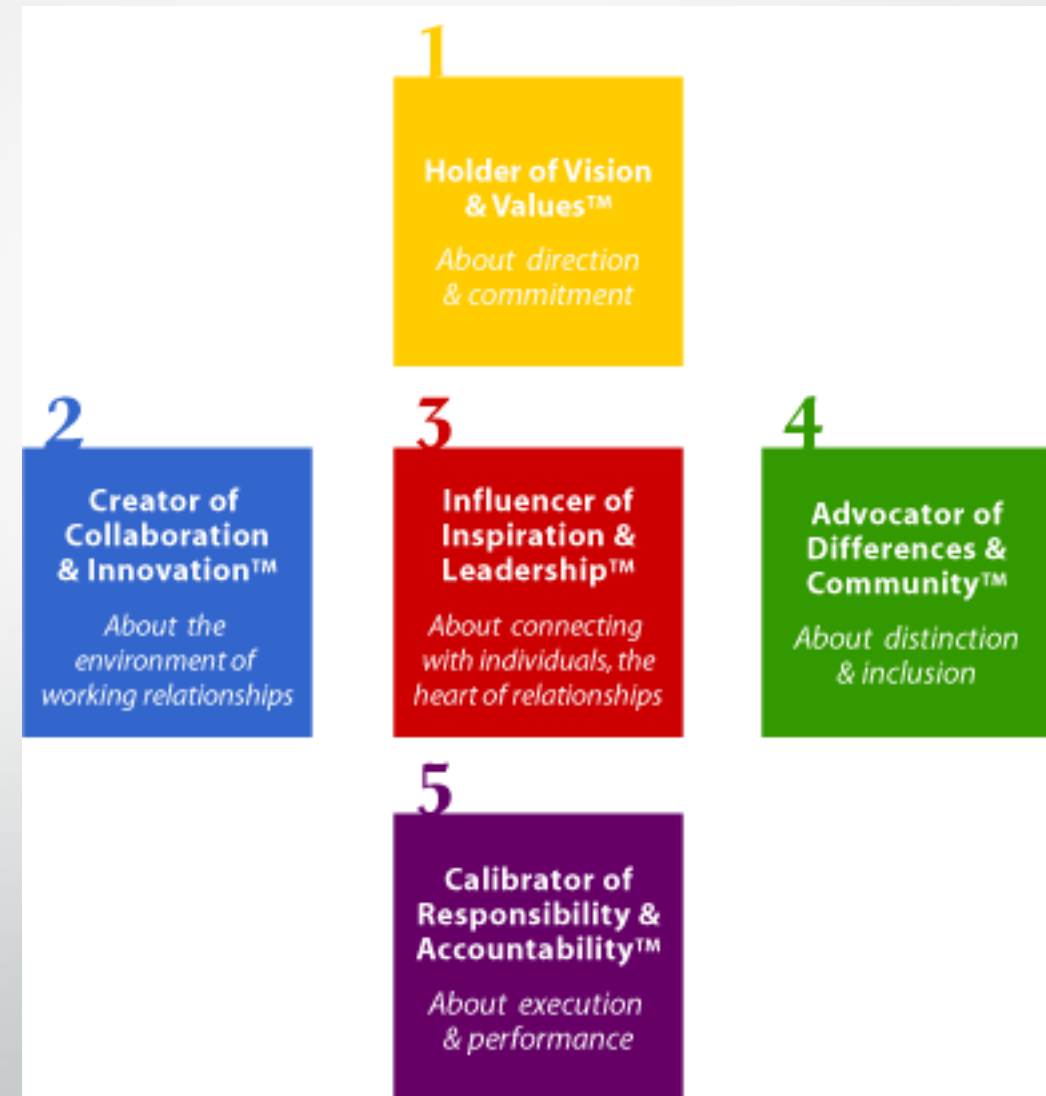 1
Holder of Vision
& Values™
About direction
& commitment
2
Creator of
Collaboration
& Innovation™
About the
environment of
working relationships
3
Influencer of
Inspiration &
Leadership™
About connecting
with individuals, the
heart of relationships
4
Advocator of
Differences &
Community™
About distinction
& inclusion
5
Calibrator of
Responsibility &
Accountability™
About execution
& performance